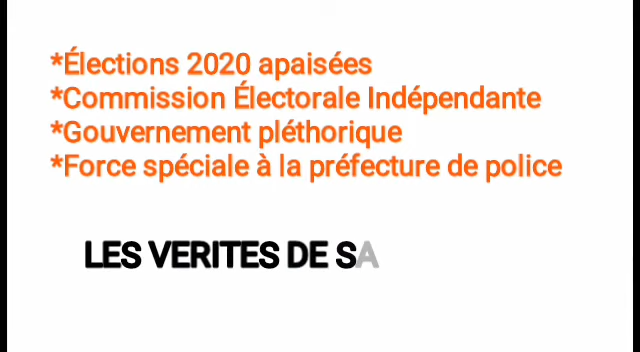 *Élections 2020 apaisées
*Commission Électorale Indépendante
*Gouvernement pléthorique
*Force spéciale à la préfecture de police
LES VERITES DE SA